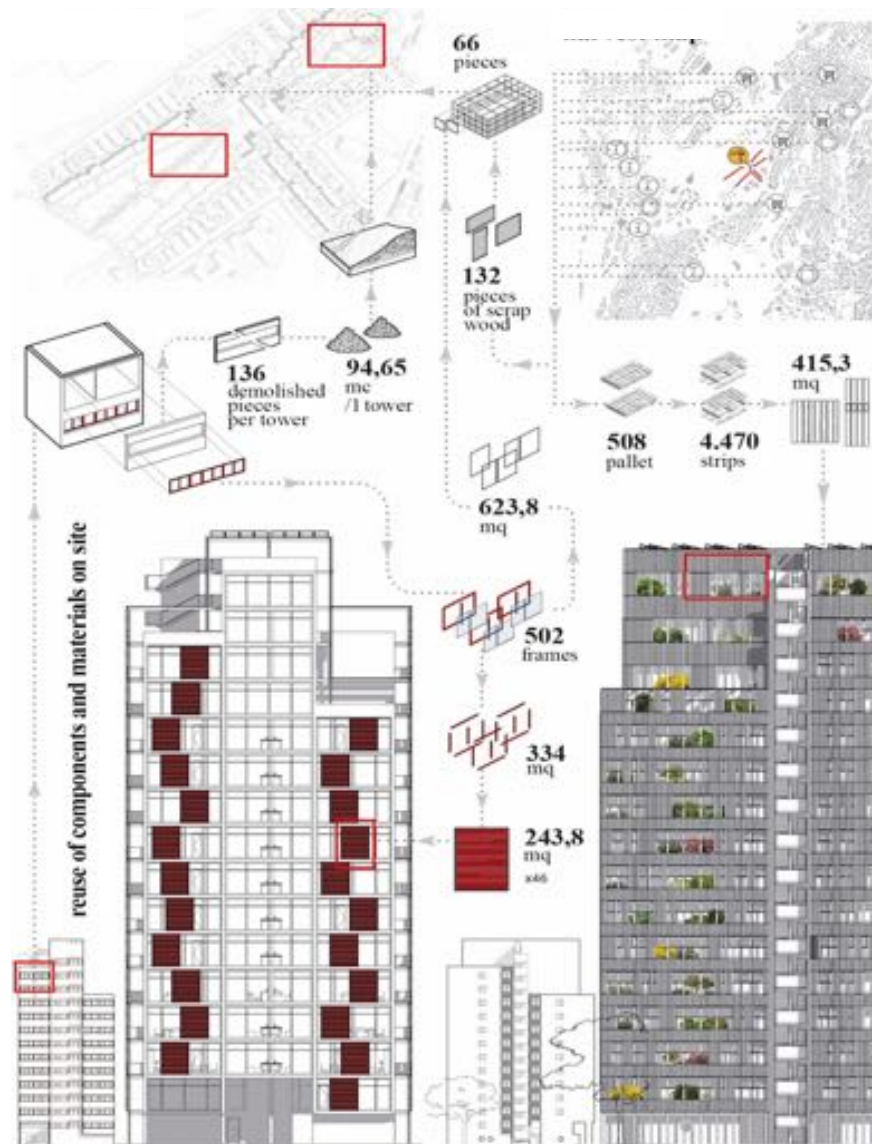 66
pieces
132
pieces
of scrap
wood
136
demolished
pieces
per tower
94,65
mc
/1 tower
415,3
mq
508
pallet
4.470
strips
623,8
mq
502
frames
334
mq
243,8
mq
x46
reuse of components and materials on site